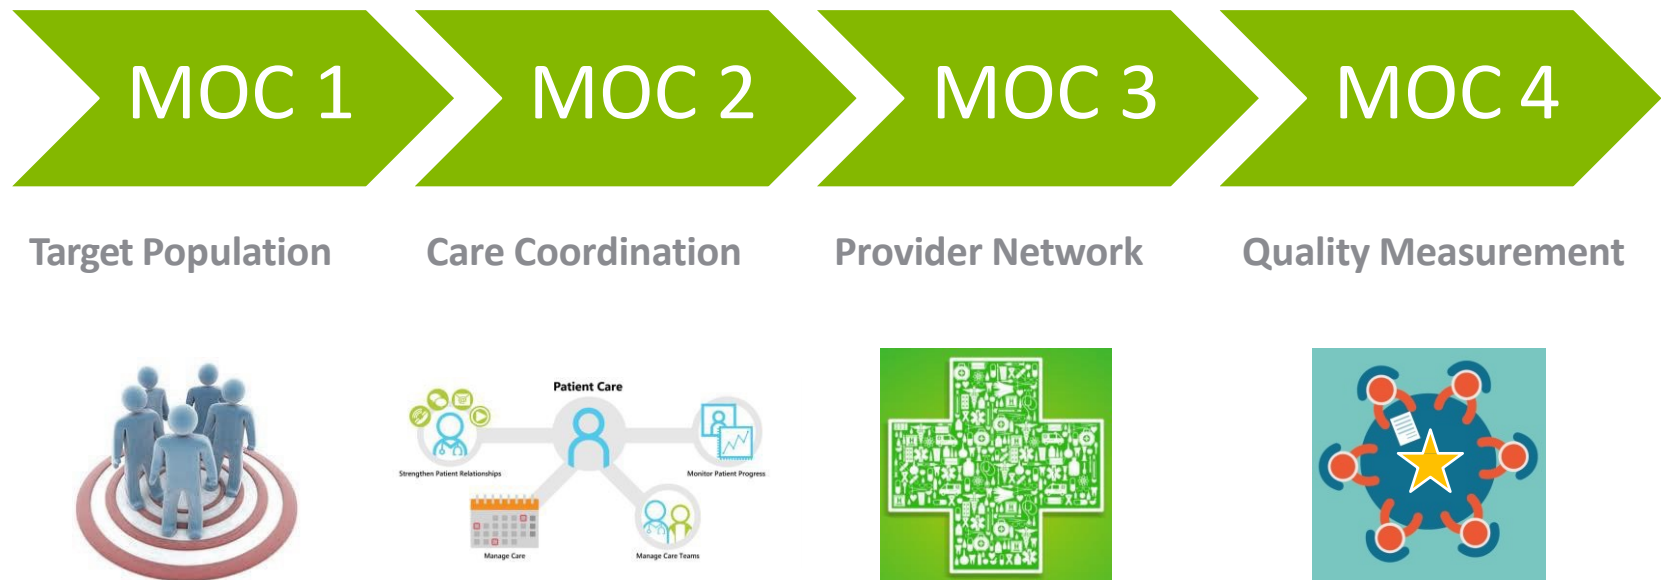 MOC 1
MOC 2
MOC 3
MOC 4
Target Population
Care Coordination
Provider Network
Quality Measurement
Patient Care
Strengthen Patient Relationships
Monitor Patient Progress
Manage Care
Manage Care Teams